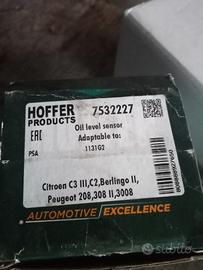 HOFFER
PRODUCTS
7532227
EAC
Oil level sensor
Adaptable to:
PSA
1131G2
Citroen C3 III,C2,Berlingo II,
Peugeot 208,308 II,3008
AUTOMOTIVE/EXCELLENCE
subito